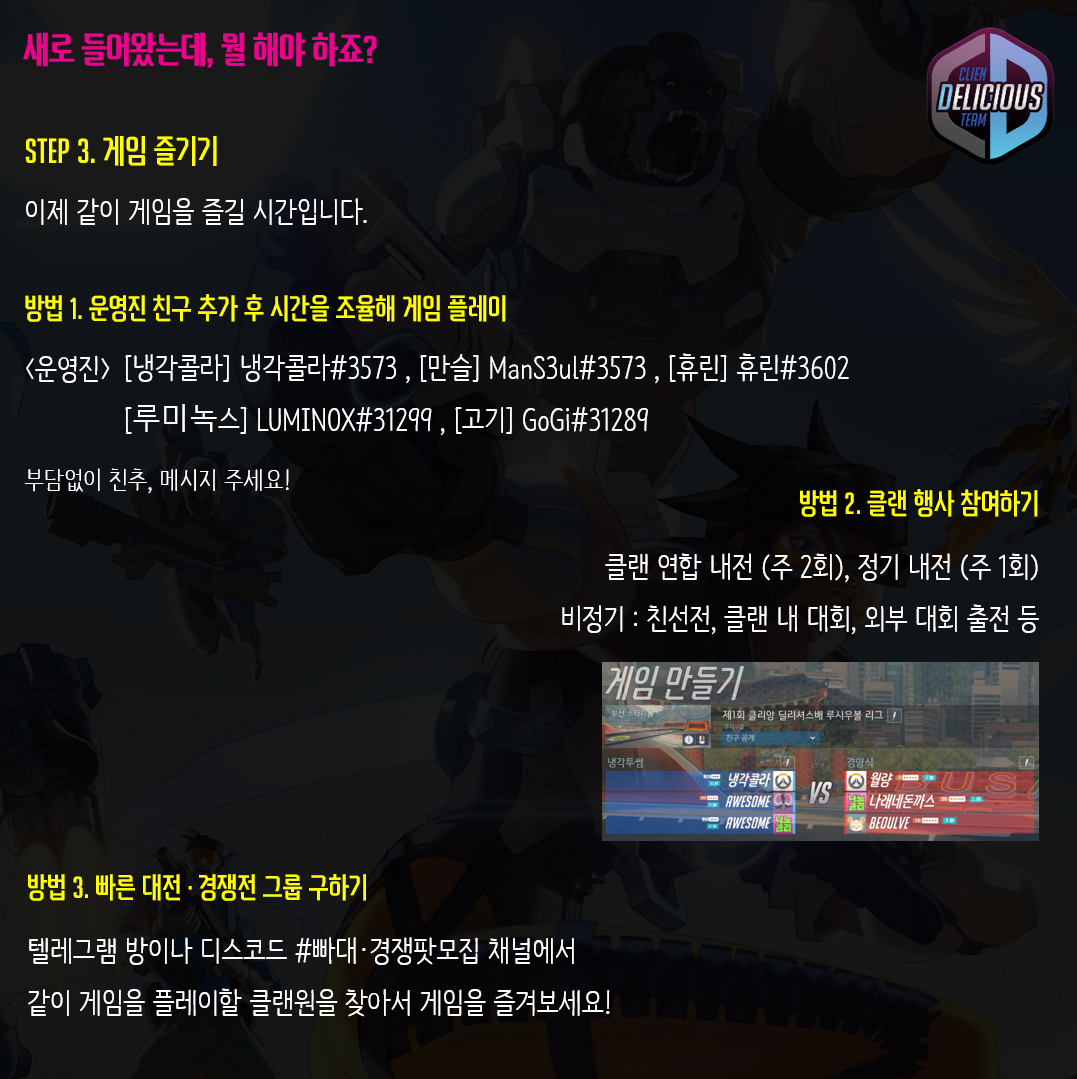 새로 들어왔는데, 뭘 해야 하죠?
CLIEN
DELICIOUS
TEAM
STEP 3. 게임 즐기기
이제 같이 게임을 즐길 시간입니다.
방법 1. 운영진 친구 추가 후 시간을 조율해 게임 플레이
<운영진> [냉각콜라] 냉각콜라#3573 , [만슬] ManS3ul#3573 , [휴린] 휴린#3602
[루미녹스] LUMINOX#31299 , [고기] GoGi#31289
부담없이 친추, 메시지 주세요!
방법 2. 클랜 행사 참여하기
클랜 연합 내전 (주 2회), 정기 내전 (주 1회)
비정기 : 친선전, 클랜 내 대회, 외부 대회 출전 등
게임 만들기
부산 스타디움
제1회 클리앙 딜리셔스배 루시우볼 리그
친구 공개
냉각투썸
경양식
냉각콜라
AWESOME
AWESOME
VS
월량
나래네돈까스
BEOULVE
방법 3. 빠른 대전 · 경쟁전 그룹 구하기
텔레그램 방이나 디스코드 #빠대·경쟁팟모집 채널에서
같이 게임을 플레이할 클랜원을 찾아서 게임을 즐겨보세요!